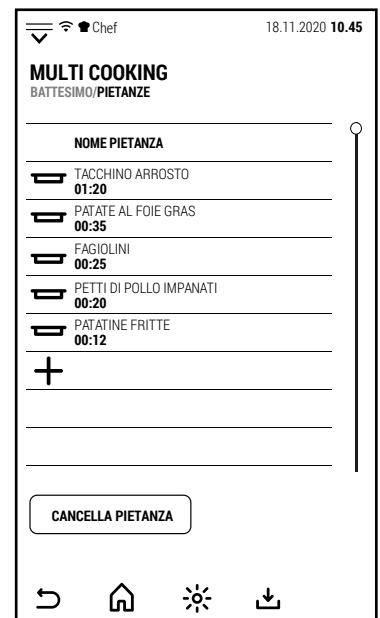 Chef 18.11.2020 10.45
MULTI COOKING
BATTESIMO/PIETANZE
NOME PIETANZA
TACCHINO ARROSTO
01:20
PATATE AL FOIE GRAS
00:35
FAGIOLINI
00:25
PETTI DI POLLO IMPANATI
00:20
PATATINE FRITTE
00:12
CANCELLA PIETANZA